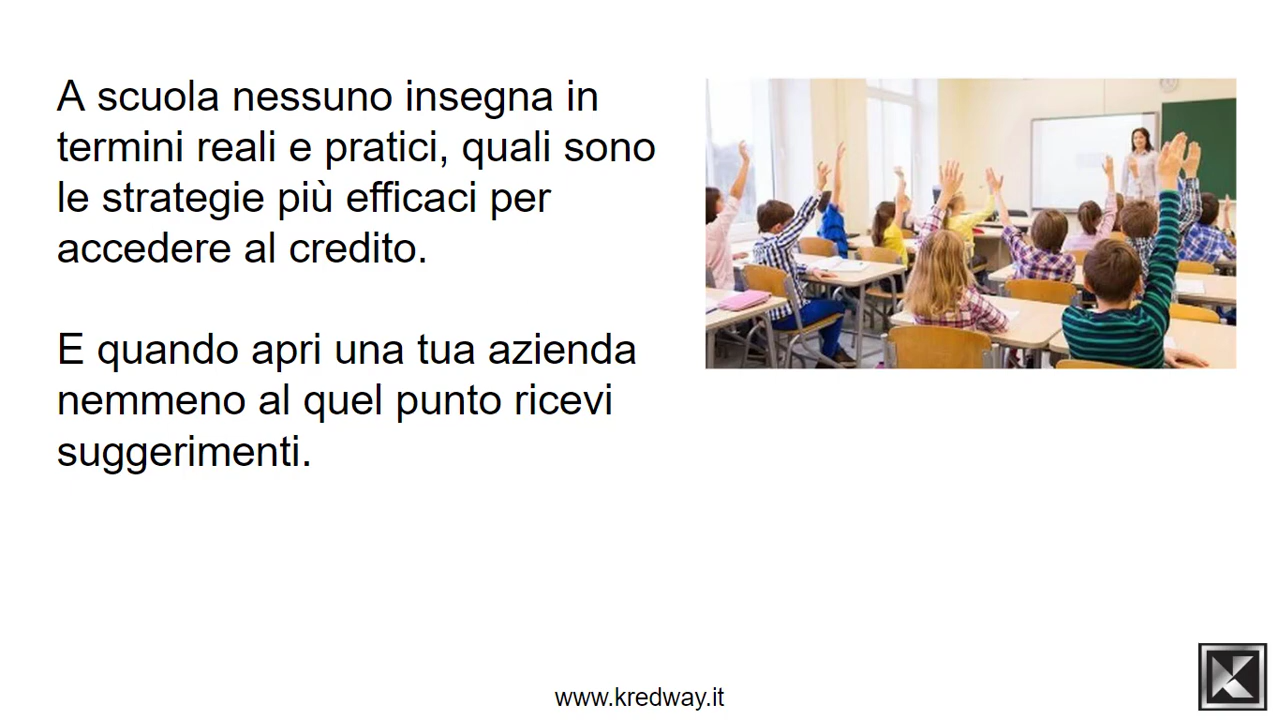 A scuola nessuno insegna in
termini reali e pratici, quali sono
le strategie più efficaci per
accedere al credito.
E quando apri una tua azienda
nemmeno al quel punto ricevi
suggerimenti.
www.kredway.it